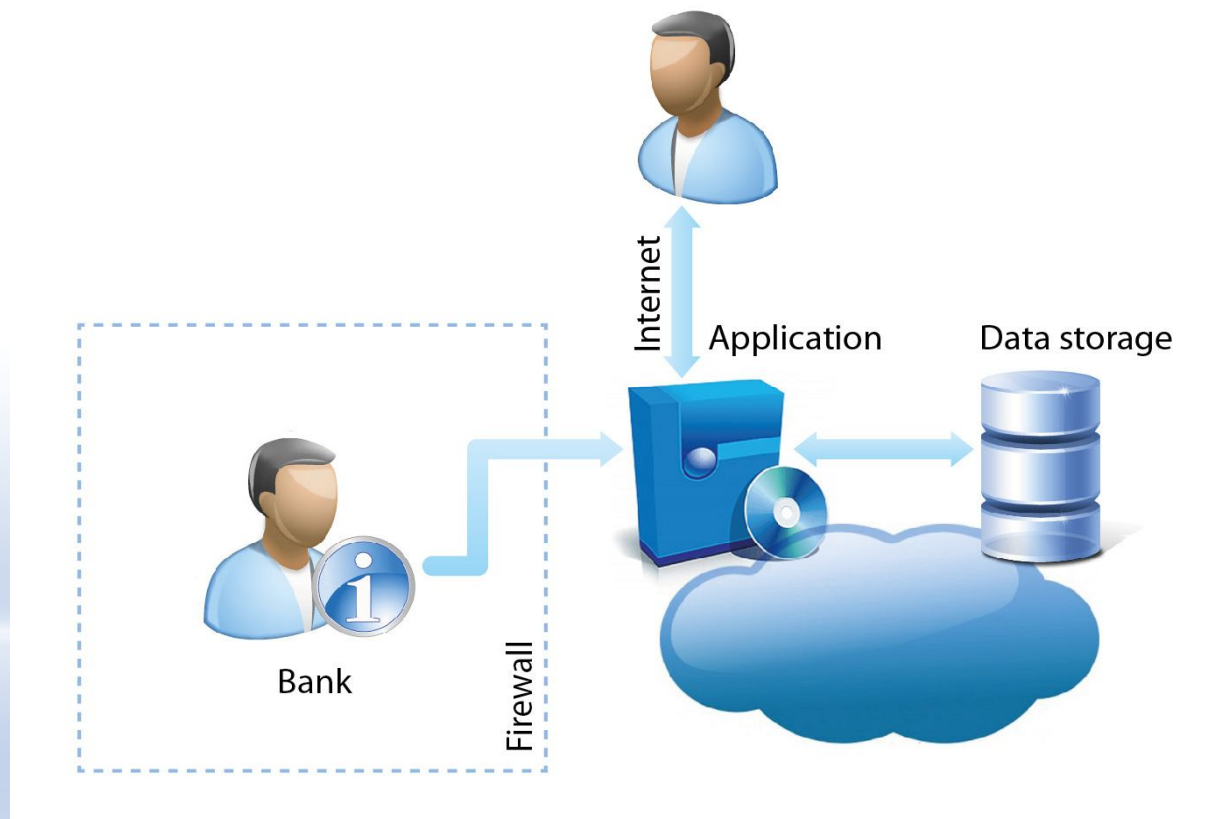 Internet
Application
Data storage
Bank
Firewall